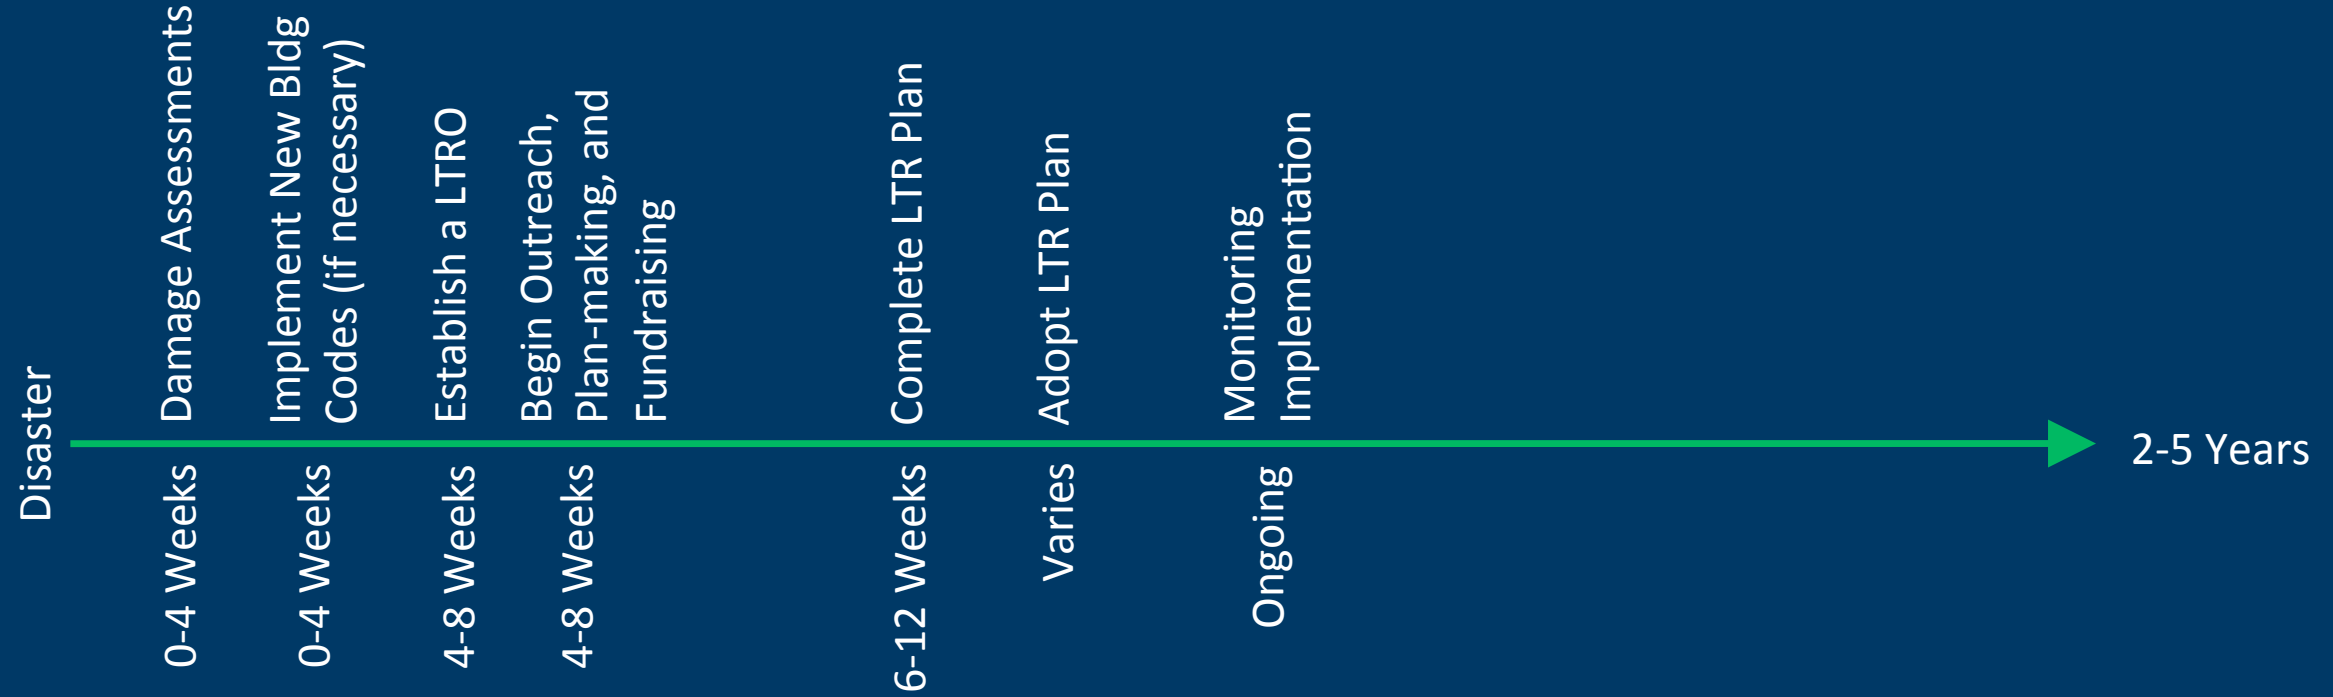 Disaster
Damage Assessments
0-4 Weeks
Implement New Bldg
Codes (if necessary)
0-4 Weeks
Establish a LTRO
4-8 Weeks
Begin Outreach,
Plan-making, and
Fundraising
4-8 Weeks
Complete LTR Plan
6-12 Weeks
Adopt LTR Plan
Varies
Monitoring
Implementation
Ongoing
2-5 Years